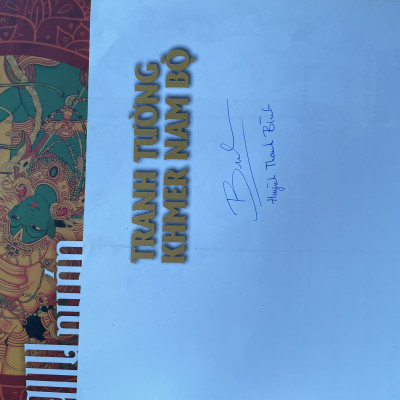 TRANH TƯỜNG
KHMER NAM BỘ
Huỳnh Thanh Bình